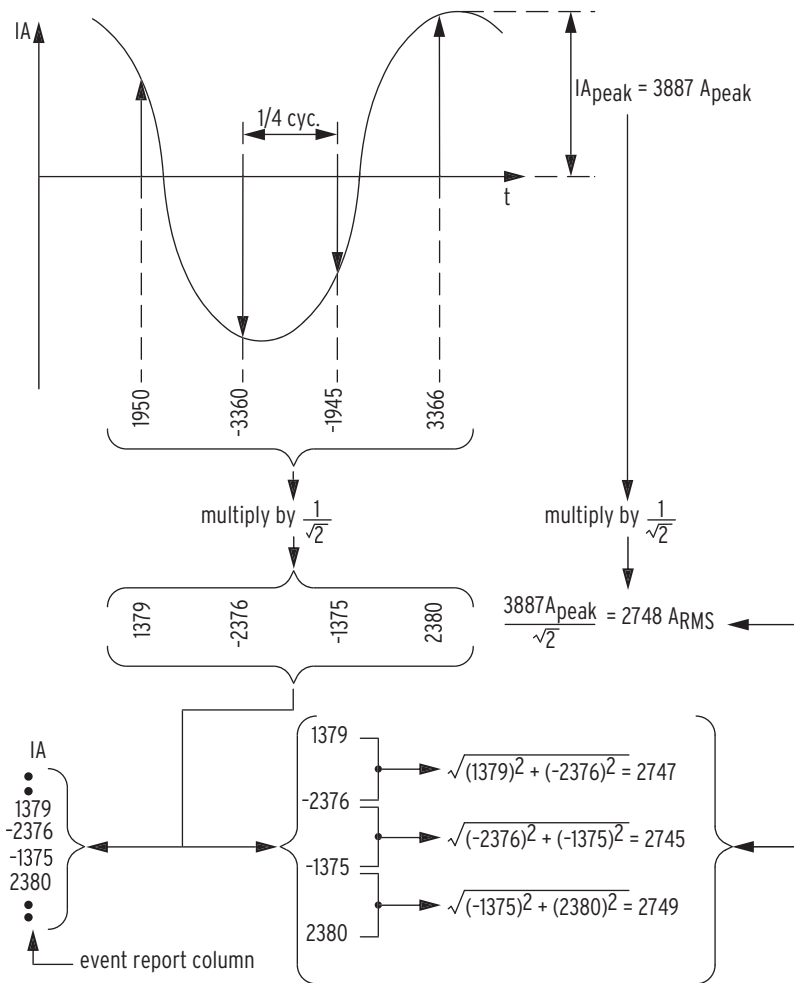 IA
1/4 cyc.
IApeak = 3887 Apeak
t
1950
-3360
-1945
3366
multiply by 1/√2
multiply by 1/√2
1379
-2376
-1375
2380
3887Apeak/√2 = 2748 ARMS
IA
1379
-2376
-1375
2380
event report column
1379
-2376
-1375
2380
√(1379)² + (-2376)² = 2747
√(-2376)² + (-1375)² = 2745
√(-1375)² + (2380)² = 2749